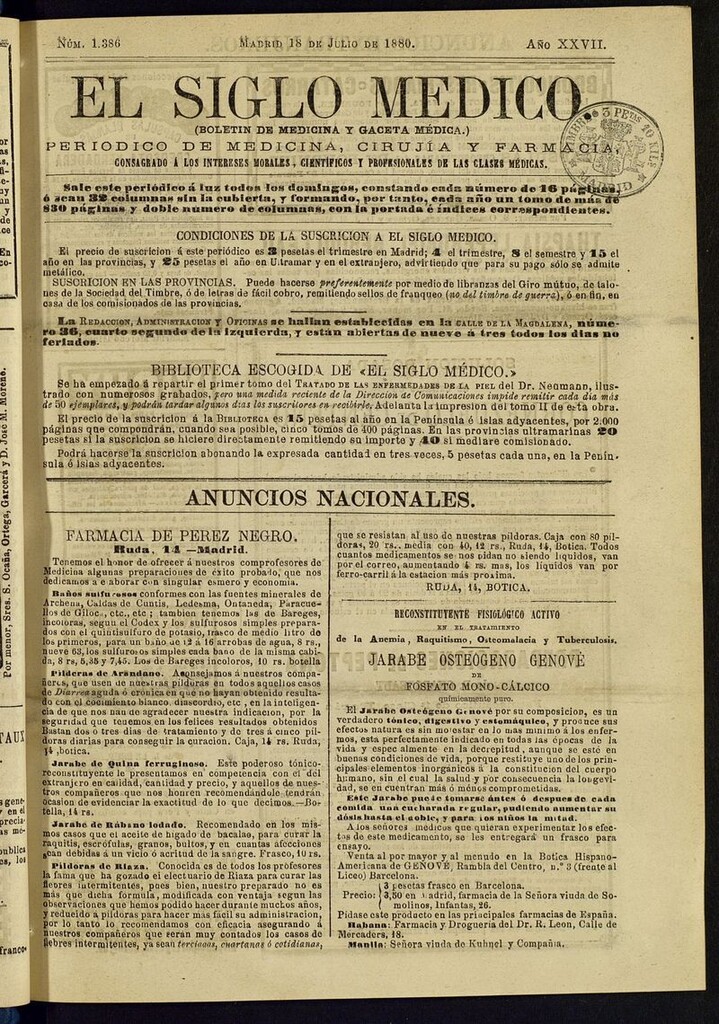 NÚM. 1.386 MADRID 18 DE JULIO DE 1880. AÑO XXVII.
EL SIGLO MEDICO
(BOLETIN DE MEDICINA Y GACETA MÉDICA.)
PERIODICO DE MEDICINA, CIRUJÍA Y FARMACIA,
CONSAGRADO Á LOS INTERESES MORALES, CIENTÍFICOS Y PROFESIONALES DE LAS CLASES MÉDICAS.
3 PETAS 10 KILS
MADRID
Sale este periódico á luz todos los domingos, constando cada número de 16 páginas,
ó sean 32 columnas sin la cubierta, y formando, por tanto, cada año un tomo de más de
830 páginas y doble numero de columnas, con la portada é índices correspondientes.
CONDICIONES DE LA SUSCRICION A EL SIGLO MEDICO.
El precio de suscricion á este periódico es 3 pesetas el trimestre en Madrid; 4 el trimestre, 8 el semestre y 15 el
año en las provincias, y 25 pesetas el año en Ultramar y en el extranjero, advirtiendo que para su pago sólo se admite
metálico.
SUSCRICION EN LAS PROVINCIAS. Puede hacerse preferentemente por medio de libranzas del Giro mútuo, de talo-
nes de la Sociedad del Timbre, ó de letras de fácil cobro, remitiendo sellos de franqueo (no del timbre de guerra), ó en fin, en
casa de los comisionados de las provincias.
LA REDACCION, ADMINISTRACION Y OFICINAS se hallan establecidas en la CALLE DE LA MAGDALENA, núme-
ro 36, cuarto segundo de la izquierda, y están abiertas de nueve á tres todos los dias no
feriados.
BIBLIOTECA ESCOGIDA DE «EL SIGLO MÉDICO.»
Se ha empezado á repartir el primer tomo del TRATADO DE LAS ENFERMEDADES DE LA PIEL del Dr. Neumann, ilus-
trado con numerosos grabados, pero una medida reciente de la Direccion de Comunicaciones impide remitir cada dia más
de 50 ejemplares, y podrán tardar algunos dias los suscritores en recibirle. Adelanta la impresion del tomo II de esta obra.
El precio de la suscricion á la BIBLIOTECA es 15 pesetas al año en la Península é islas adyacentes, por 2.000
páginas que compondrán, cuando sea posible, cinco tomos de 400 páginas. En las provincias ultramarinas 20
pesetas si la suscricion se hiciere directamente remitiendo su importe y 40 si mediare comisionado.
Podrá hacerse la suscricion abonando la expresada cantidad en tres veces, 5 pesetas cada una, en la Penín-
sula é islas adyacentes.
ANUNCIOS NACIONALES.
FARMACIA DE PEREZ NEGRO.
Ruda, 14 —Madrid.
Tenemos el honor de ofrecer á nuestros comprofesores de
Medicina algunas preparaciones de éxito probado, que nos
dedicamos a e aborar con singular esmero y economia.
Baños sulfurosos conformes con las fuentes minerales de
Archena, Caldas de Cuntis, Ledesma, Ontaneda, Paracue-
llos de Giloc., etc., etc ; tambien tenemos las de Bareges,
incoloras, segun el Codex y los sulfurosos simples preparados
con el quintisulfuro de potasio, frasco de medio litro de
los primeros, para un baño de 12 á 16 arrobas de agua, 8 rs.,
nueve 63, los sulfurosos simples cada baño de la misma cabi-
da, 8 rs, 5,35 y 7,45. Los de Bareges incoloros, 10 rs. botella
Píldoras de Arándano. Aconsejamos á nuestros compa-
ñeros, que usen de nuestras píldoras en todos aquellos casos
de Diarrea aguda ó crónica en que no hayan obtenido resulta-
do con el cocimiento blanco, diascordio, etc , en la inteligen-
cia de que nos han de agradecer nuestra indicacion, por la
seguridad que tenemos en los felices resultados obtenidos
Bastan dos o tres dias de tratamiento y de tres á cinco píl-
doras diarias para conseguir la curacion. Caja, 14 rs. Ruda,
14, botica.
Jarabe de Quina ferruginoso. Este poderoso tónico-
reconstituyente le presentamos en competencia con el del
extranjero en calidad, cantidad y precio, y aquellos de nues-
tros compañeros que nos honren recomendándole tendrán
ocasion de evidenciar la exactitud de lo que decimos.—Bo-
tella, 14 rs.
Jarabe de Rábano iodado. Recomendado en los mis-
mos casos que el aceite de higado de bacalao, para curar la
raquitis, escrófulas, granos, bultos, y en cuantas afecciones
sean debidas á un vicio ó acritud de la sangre. Frasco, 10 rs.
Píldoras de Riaza. Conocida es de todos los profesores
la fama que ha gozado el electuario de Riaza para curar las
fiebres intermitentes, pues bien, nuestro preparado no es
más que dicha fórmula, modificada con ventaja segun las
observaciones que hemos podido hacer durante muchos años,
y reducido á píldoras para hacer más fácil su administracion,
por lo tanto lo recomendamos con eficacia asegurando á
nuestros compañeros que serán muy contados los casos de
fiebres intermitentes, ya sean tercianas, cuartanas ó cotidianas,
que se resistan al uso de nuestras píldoras. Caja con 80 píl-
doras, 20 rs., media con 40, 12 rs., Ruda, 14, Botica. Todos
cuantos medicamentos se nos pidan no siendo líquidos, van
por el correo, aumentando 4 rs. mas, los líquidos van por
ferro-carril á la estacion más proxima.
RUDA, 14, BOTICA.
RECONSTITUYENTE FISIOLÓGICO ACTIVO
EN EL TRATAMIENTO
de la Anemia, Raquitismo, Osteomalacia y Tuberculosis.
JARABE OSTEÓGENO GENOVÉ
DE
FOSFATO MONO-CÁLCICO
químicamente puro.
El Jarabe Osteógeno Genové por su composicion, es un
verdadero tónico, digestivo y estomáquico, y produce sus
efectos naturales sin molestar en lo más mínimo á los enfer-
mos, esta perfectamente indicado en todas las épocas de la
vida y especialmente en la decrepitud, aunque se esté en
buenas condiciones de vida, porque restituye uno de los prin-
cipales elementos inorgánicos á la constitucion del cuerpo
humano, sin el cual la salud y por consecuencia la longevi-
dad, se encuentran más ó ménos comprometidas.
Este Jarabe puede tomarse ántes ó despues de cada
comida una cucharada regular, pudiendo aumentar su
dósis hasta el doble, y para los niños la mitad.
A los señores médicos que quieran experimentar los efec-
tos de este medicamento, se les entregará un frasco para
ensayo.
Venta al por mayor y al menudo en la Botica Hispano-
Americana de GENOVÉ, Rambla del Centro, n.º 3 (frente al
Liceo) Barcelona.
3 pesetas frasco en Barcelona.
Precio: 3,50 en Madrid, farmacia de la Señora viuda de So-
molinos, Infantas, 26.
Pídase este producto en las principales farmacias de España.
Habana: Farmacia y Droguería del Dr. R. Leon, Calle de
Mercaders, 18.
Manila: Señora viuda de Kuhnel y Compañía.
Por menor, Sres. S. Ocaña, Ortega, Garcerá y D. José M. Moreno.